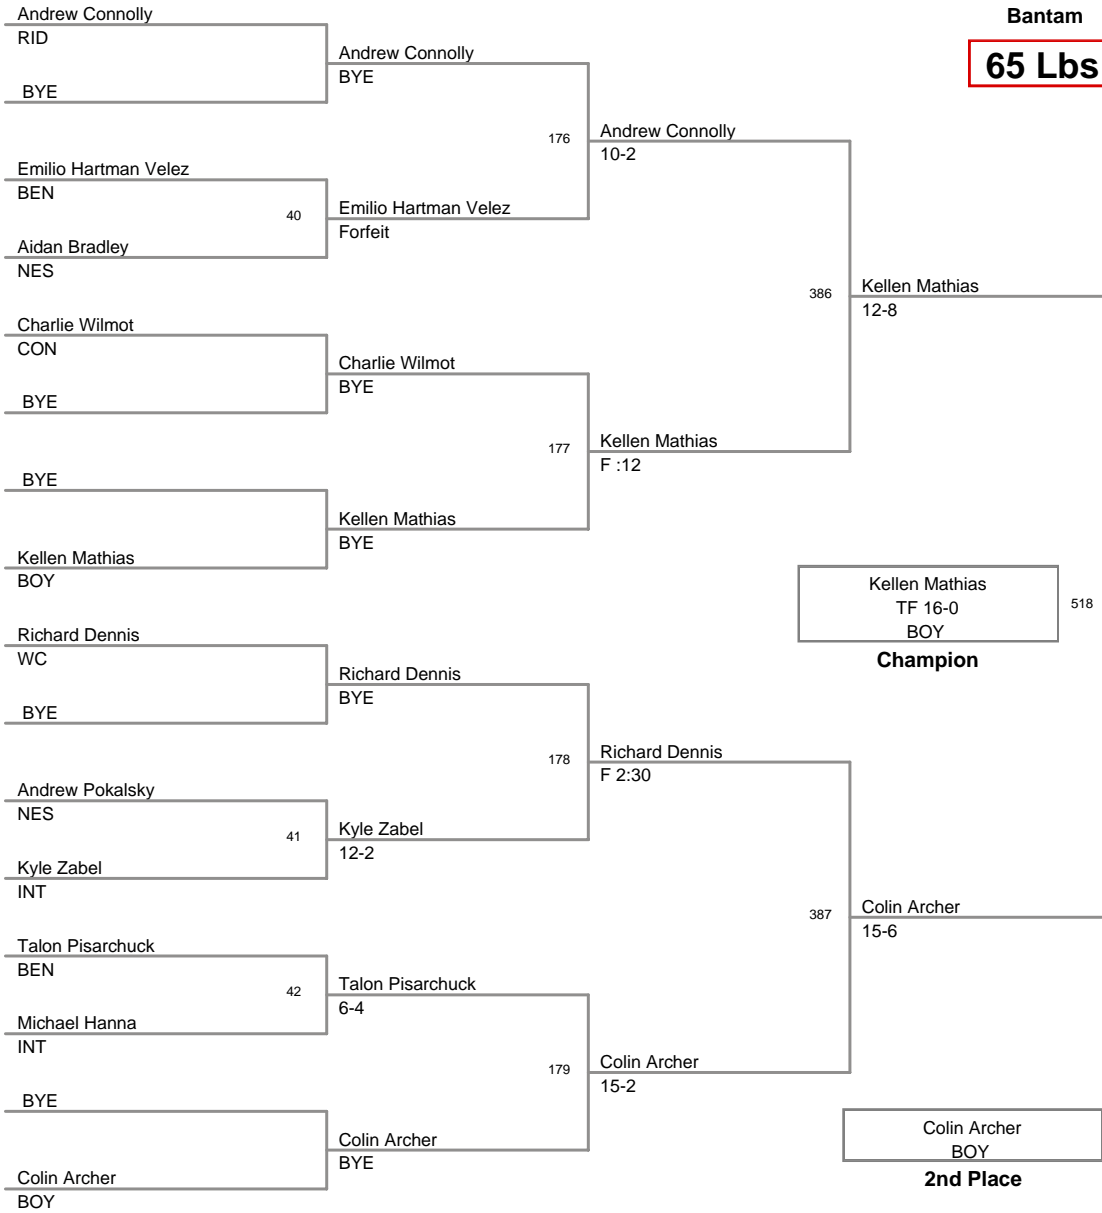 Andrew Connolly
RID
BYE
Emilio Hartman Velez
BEN
40
Aidan Bradley
NES
Charlie Wilmot
CON
BYE
BYE
Kellen Mathias
BOY
Richard Dennis
WC
BYE
Andrew Pokalsky
NES
41
Kyle Zabel
INT
Talon Pisarchuck
BEN
42
Michael Hanna
INT
BYE
Colin Archer
BOY
Andrew Connolly
BYE
176
Emilio Hartman Velez
Forfeit
Charlie Wilmot
BYE
177
Kellen Mathias
BYE
Richard Dennis
BYE
178
Kyle Zabel
12-2
Talon Pisarchuck
6-4
179
Colin Archer
BYE
Andrew Connolly
10-2
386
Kellen Mathias
F :12
Richard Dennis
F 2:30
387
Colin Archer
15-2
Bantam
65 Lbs
Kellen Mathias
12-8
Kellen Mathias
TF 16-0
BOY
518
Champion
Colin Archer
15-6
Colin Archer
BOY
2nd Place